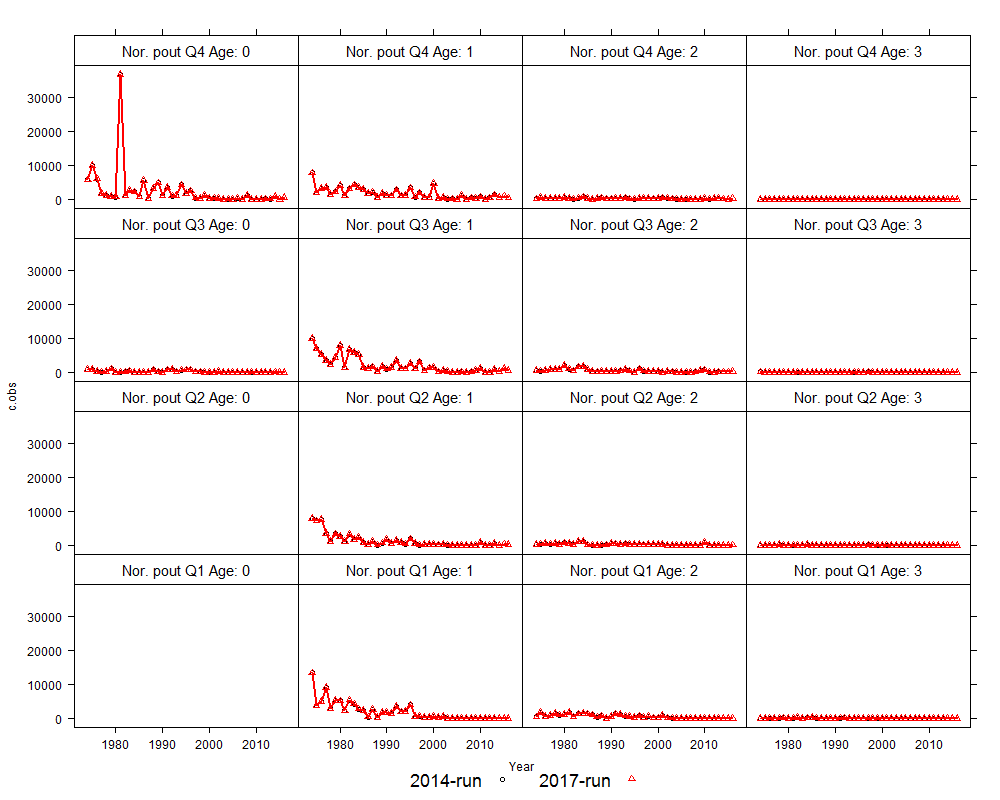 Nor. pout Q4 Age: 0 Nor. pout Q4 Age: 1 Nor. pout Q4 Age: 2 Nor. pout Q4 Age: 3
30000
20000
10000
0
Nor. pout Q3 Age: 0 Nor. pout Q3 Age: 1 Nor. pout Q3 Age: 2 Nor. pout Q3 Age: 3
30000
20000
10000
0
c.obs
Nor. pout Q2 Age: 0 Nor. pout Q2 Age: 1 Nor. pout Q2 Age: 2 Nor. pout Q2 Age: 3
30000
20000
10000
0
Nor. pout Q1 Age: 0 Nor. pout Q1 Age: 1 Nor. pout Q1 Age: 2 Nor. pout Q1 Age: 3
30000
20000
10000
0
1980 1990 2000 2010 1980 1990 2000 2010 1980 1990 2000 2010 1980 1990 2000 2010
Year
2014-run 2017-run